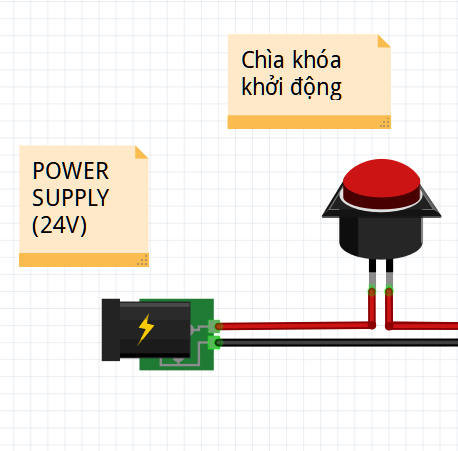 Chìa khóa
khởi động
POWER
SUPPLY
(24V)